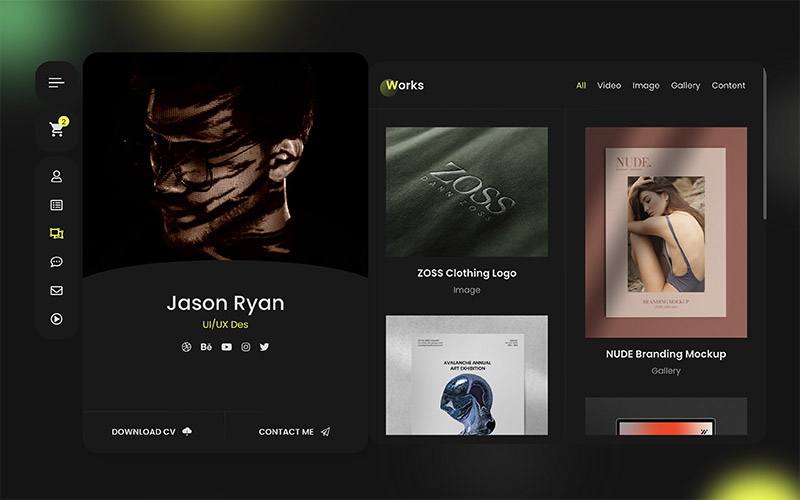 2
Jason Ryan
UI/UX Des
Bē
DOWNLOAD CV
CONTACT ME
Works
All Video Image Gallery Content
ZOSS
DANN ZOSS
ZOSS Clothing Logo
Image
AVALANCHE ANNUAL
ART EXHIBITION
NUDE.
BRANDING MOCKUP
NUDE Branding Mockup
Gallery